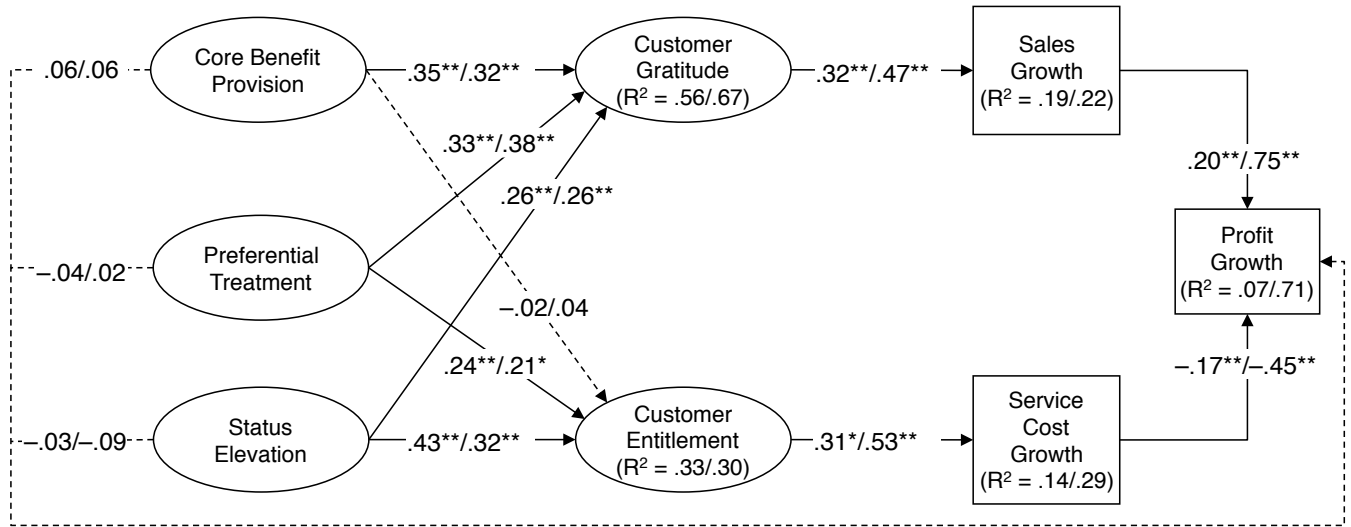 .06/.06
Core Benefit
Provision
.35**/.32**
Customer
Gratitude
(R² = .56/.67)
.32**/.47**
Sales
Growth
(R² = .19/.22)
.33**/.38**
.20**/.75**
.26**/.26**
–.04/.02
Preferential
Treatment
Profit
Growth
(R² = .07/.71)
–.02/.04
.24**/.21*
–.17**/–.45**
–.03/–.09
Status
Elevation
.43**/.32**
Customer
Entitlement
(R² = .33/.30)
.31*/.53**
Service
Cost
Growth
(R² = .14/.29)